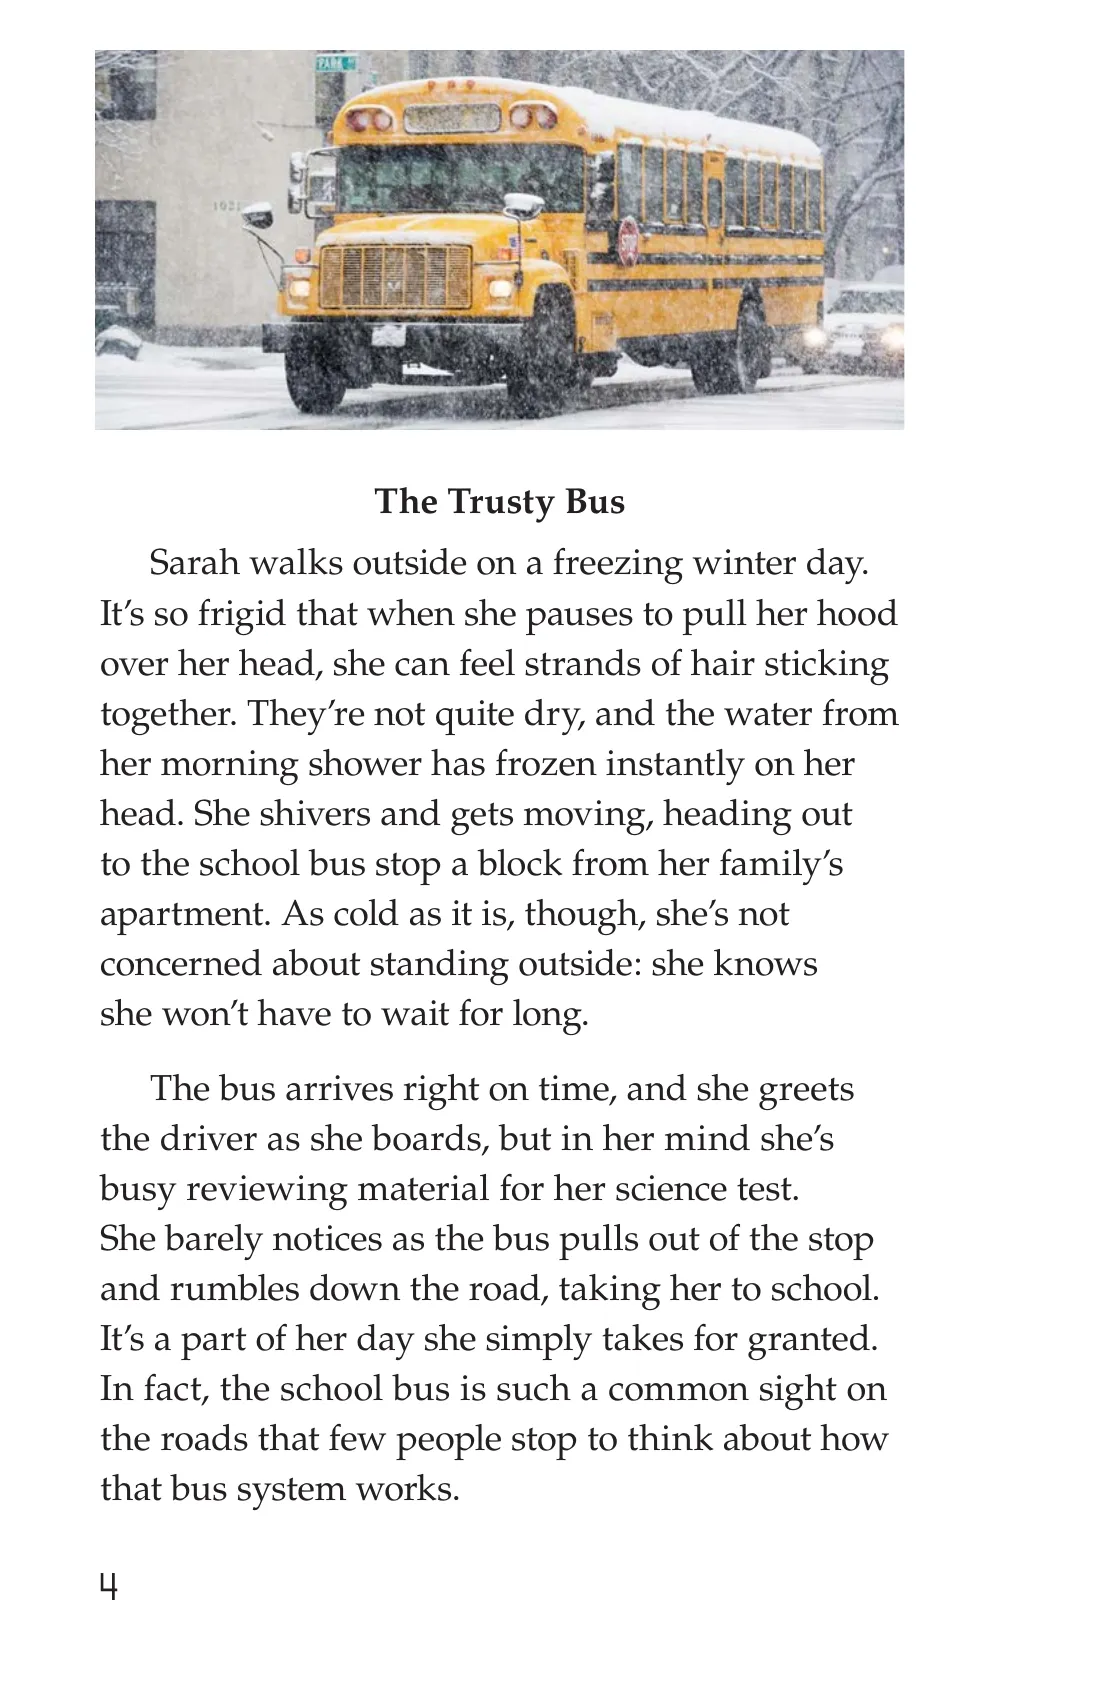 PARK
1021
STOP
The Trusty Bus
Sarah walks outside on a freezing winter day.
It’s so frigid that when she pauses to pull her hood
over her head, she can feel strands of hair sticking
together. They’re not quite dry, and the water from
her morning shower has frozen instantly on her
head. She shivers and gets moving, heading out
to the school bus stop a block from her family’s
apartment. As cold as it is, though, she’s not
concerned about standing outside: she knows
she won’t have to wait for long.
The bus arrives right on time, and she greets
the driver as she boards, but in her mind she’s
busy reviewing material for her science test.
She barely notices as the bus pulls out of the stop
and rumbles down the road, taking her to school.
It’s a part of her day she simply takes for granted.
In fact, the school bus is such a common sight on
the roads that few people stop to think about how
that bus system works.
4